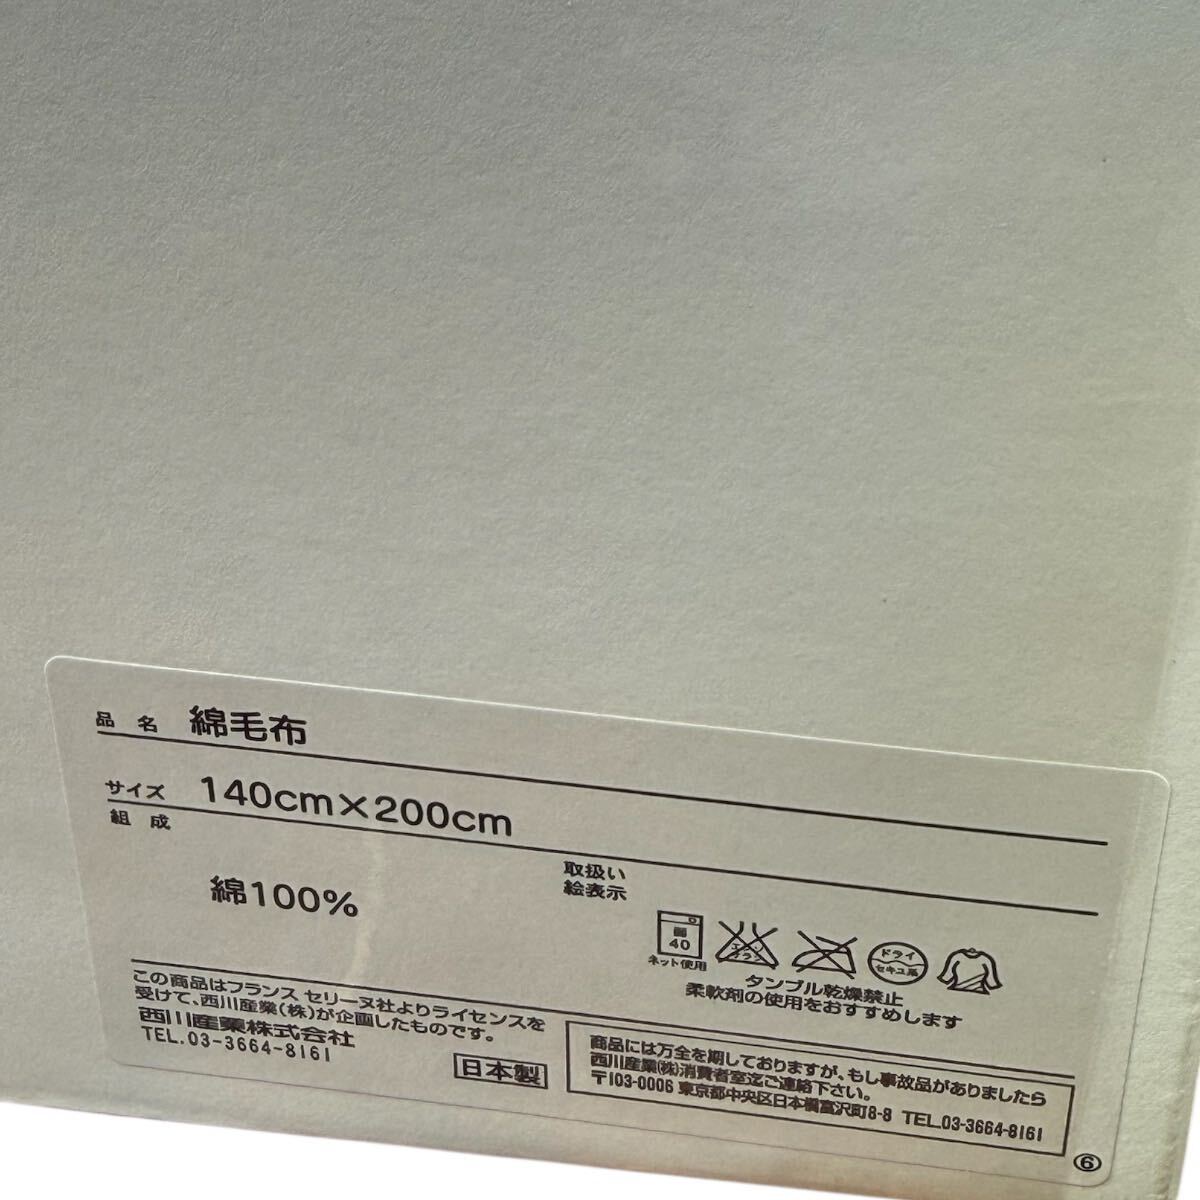 品 名 綿毛布
サイズ 140cm×200cm
組 成
綿100%
取扱い
絵表示
40
ネット使用
エンソ
サラシ
ドライ
セキユ系
タンブル乾燥禁止
柔軟剤の使用をおすすめします
この商品はフランス セリーヌ社よりライセンスを
受けて、西川産業(株)が企画したものです。
西川産業株式会社
TEL.03-3664-8161
日本製
商品には万全を期しておりますが、もし事故品がありましたら
西川産業(株)消費者室迄ご連絡下さい。
〒103-0006 東京都中央区日本橋富沢町8-8 TEL.03-3664-8161
⑥